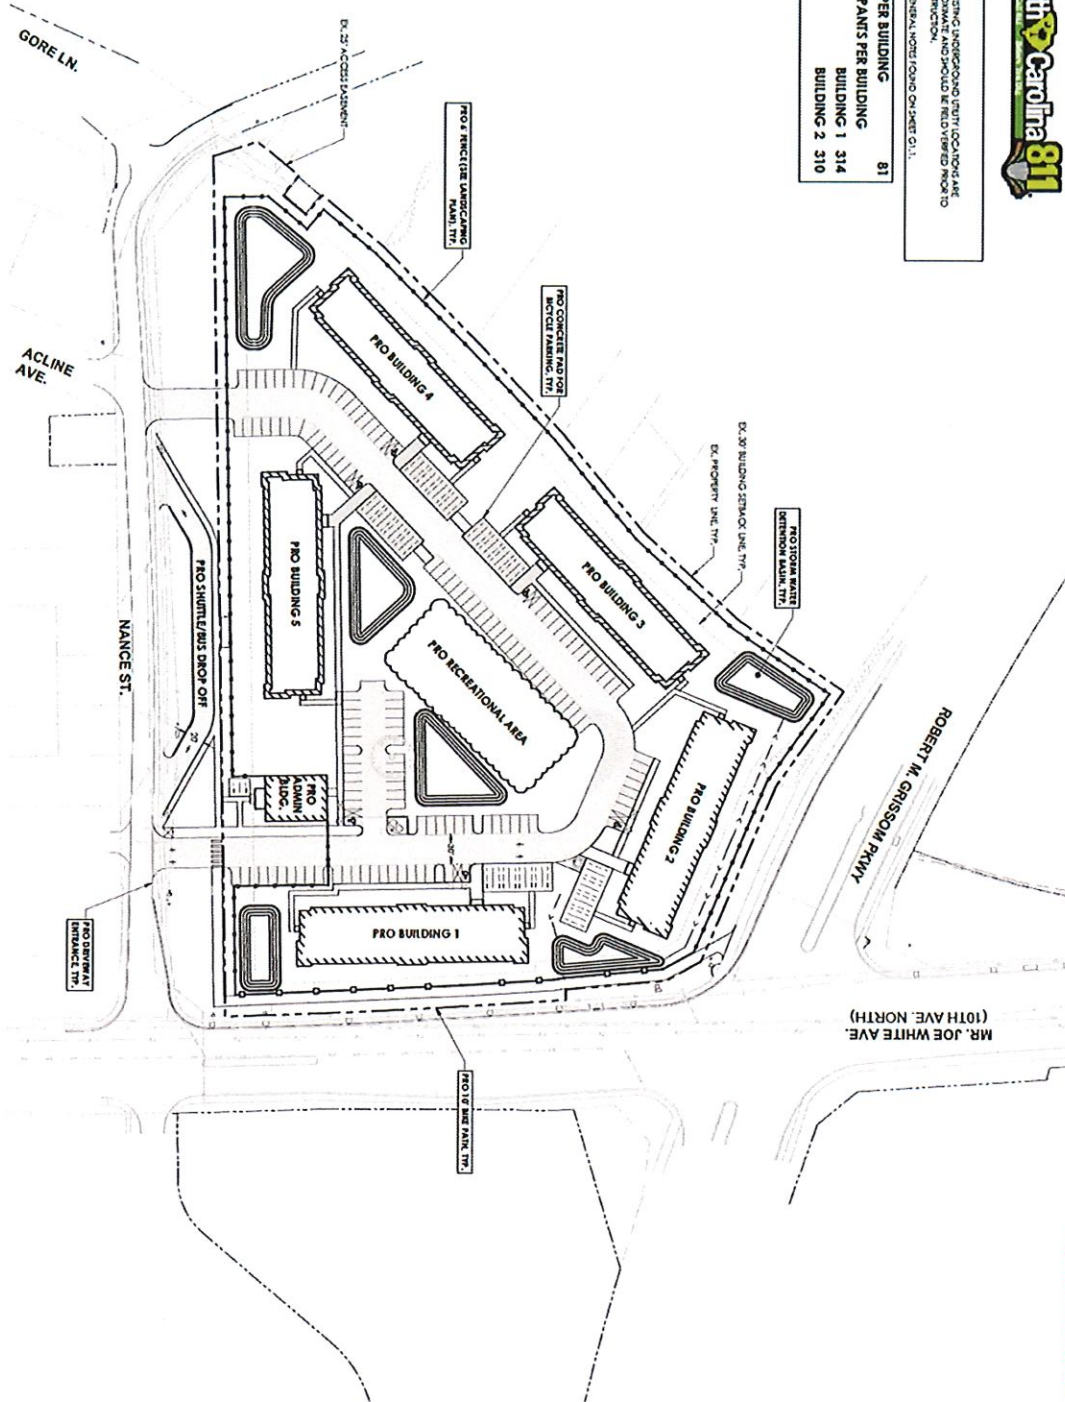 th Carolina 811
STING UNDERGROUND UTILITY LOCATIONS ARE
OXIMATE AND SHOULD BE FIELD VERIFIED PRIOR TO
TRUCTION.
ENERAL NOTES FOUND ON SHEET G1.1.
PER BUILDING 81
PANTS PER BUILDING
BUILDING 1 314
BUILDING 2 310
GORE LN.
EX. 25' ACCESS EASEMENT
PRO 6' FENCE (SEE LANDSCAPING
PLAN), TYP.
PRO CONCRETE PAD FOR
BICYCLE PARKING, TYP.
EX. 30' BUILDING SETBACK LINE, TYP.
EX. PROPERTY LINE, TYP.
PRO STORM WATER
DETENTION BASIN, TYP.
ROBERT M. GRISSOM PKWY
MR. JOE WHITE AVE.
(10TH AVE. NORTH)
ACLINE
AVE.
PRO BUILDING 4
PRO BUILDING 3
PRO BUILDING 5
PRO RECREATIONAL AREA
PRO BUILDING 2
PRO SHUTTLE/BUS DROP OFF
20'
NANCE ST.
PRO
ADMIN
BLDG.
PRO BUILDING 1
PRO DRIVEWAY
ENTRANCE, TYP.
PRO 10' BIKE PATH, TYP.